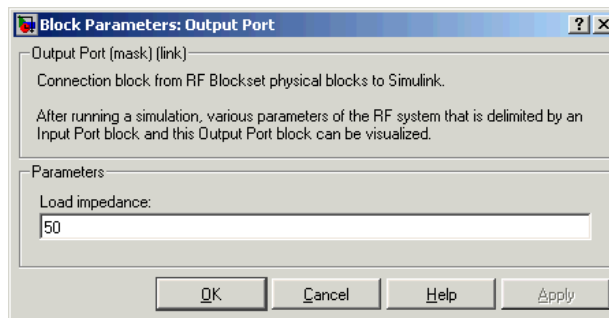 Block Parameters: Output Port
Output Port (mask) (link)
Connection block from RF Blockset physical blocks to Simulink.
After running a simulation, various parameters of the RF system that is delimited by an
Input Port block and this Output Port block can be visualized.
Parameters
Load impedance:
50
OK
Cancel
Help
Apply